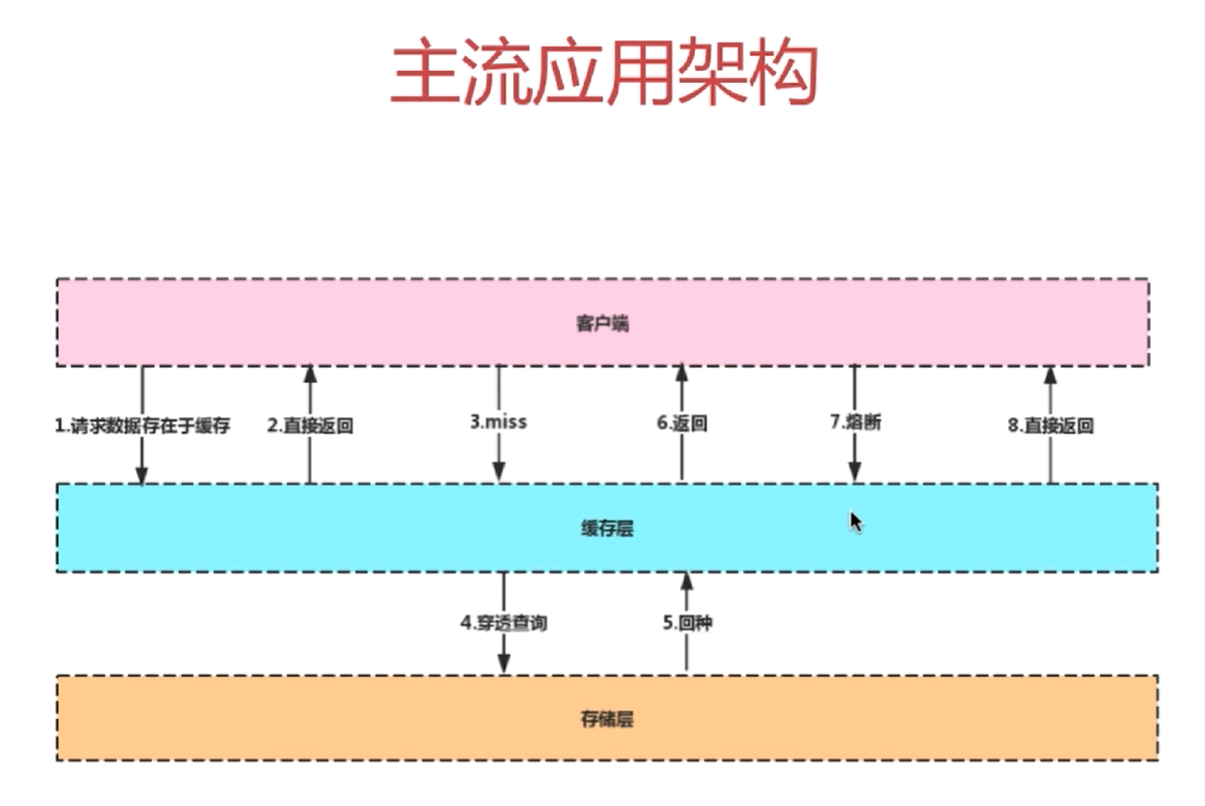 主流应用架构
客户端
1.请求数据存在于缓存
2.直接返回
3.miss
6.返回
7.熔断
8.直接返回
缓存层
4.穿透查询
5.回种
存储层